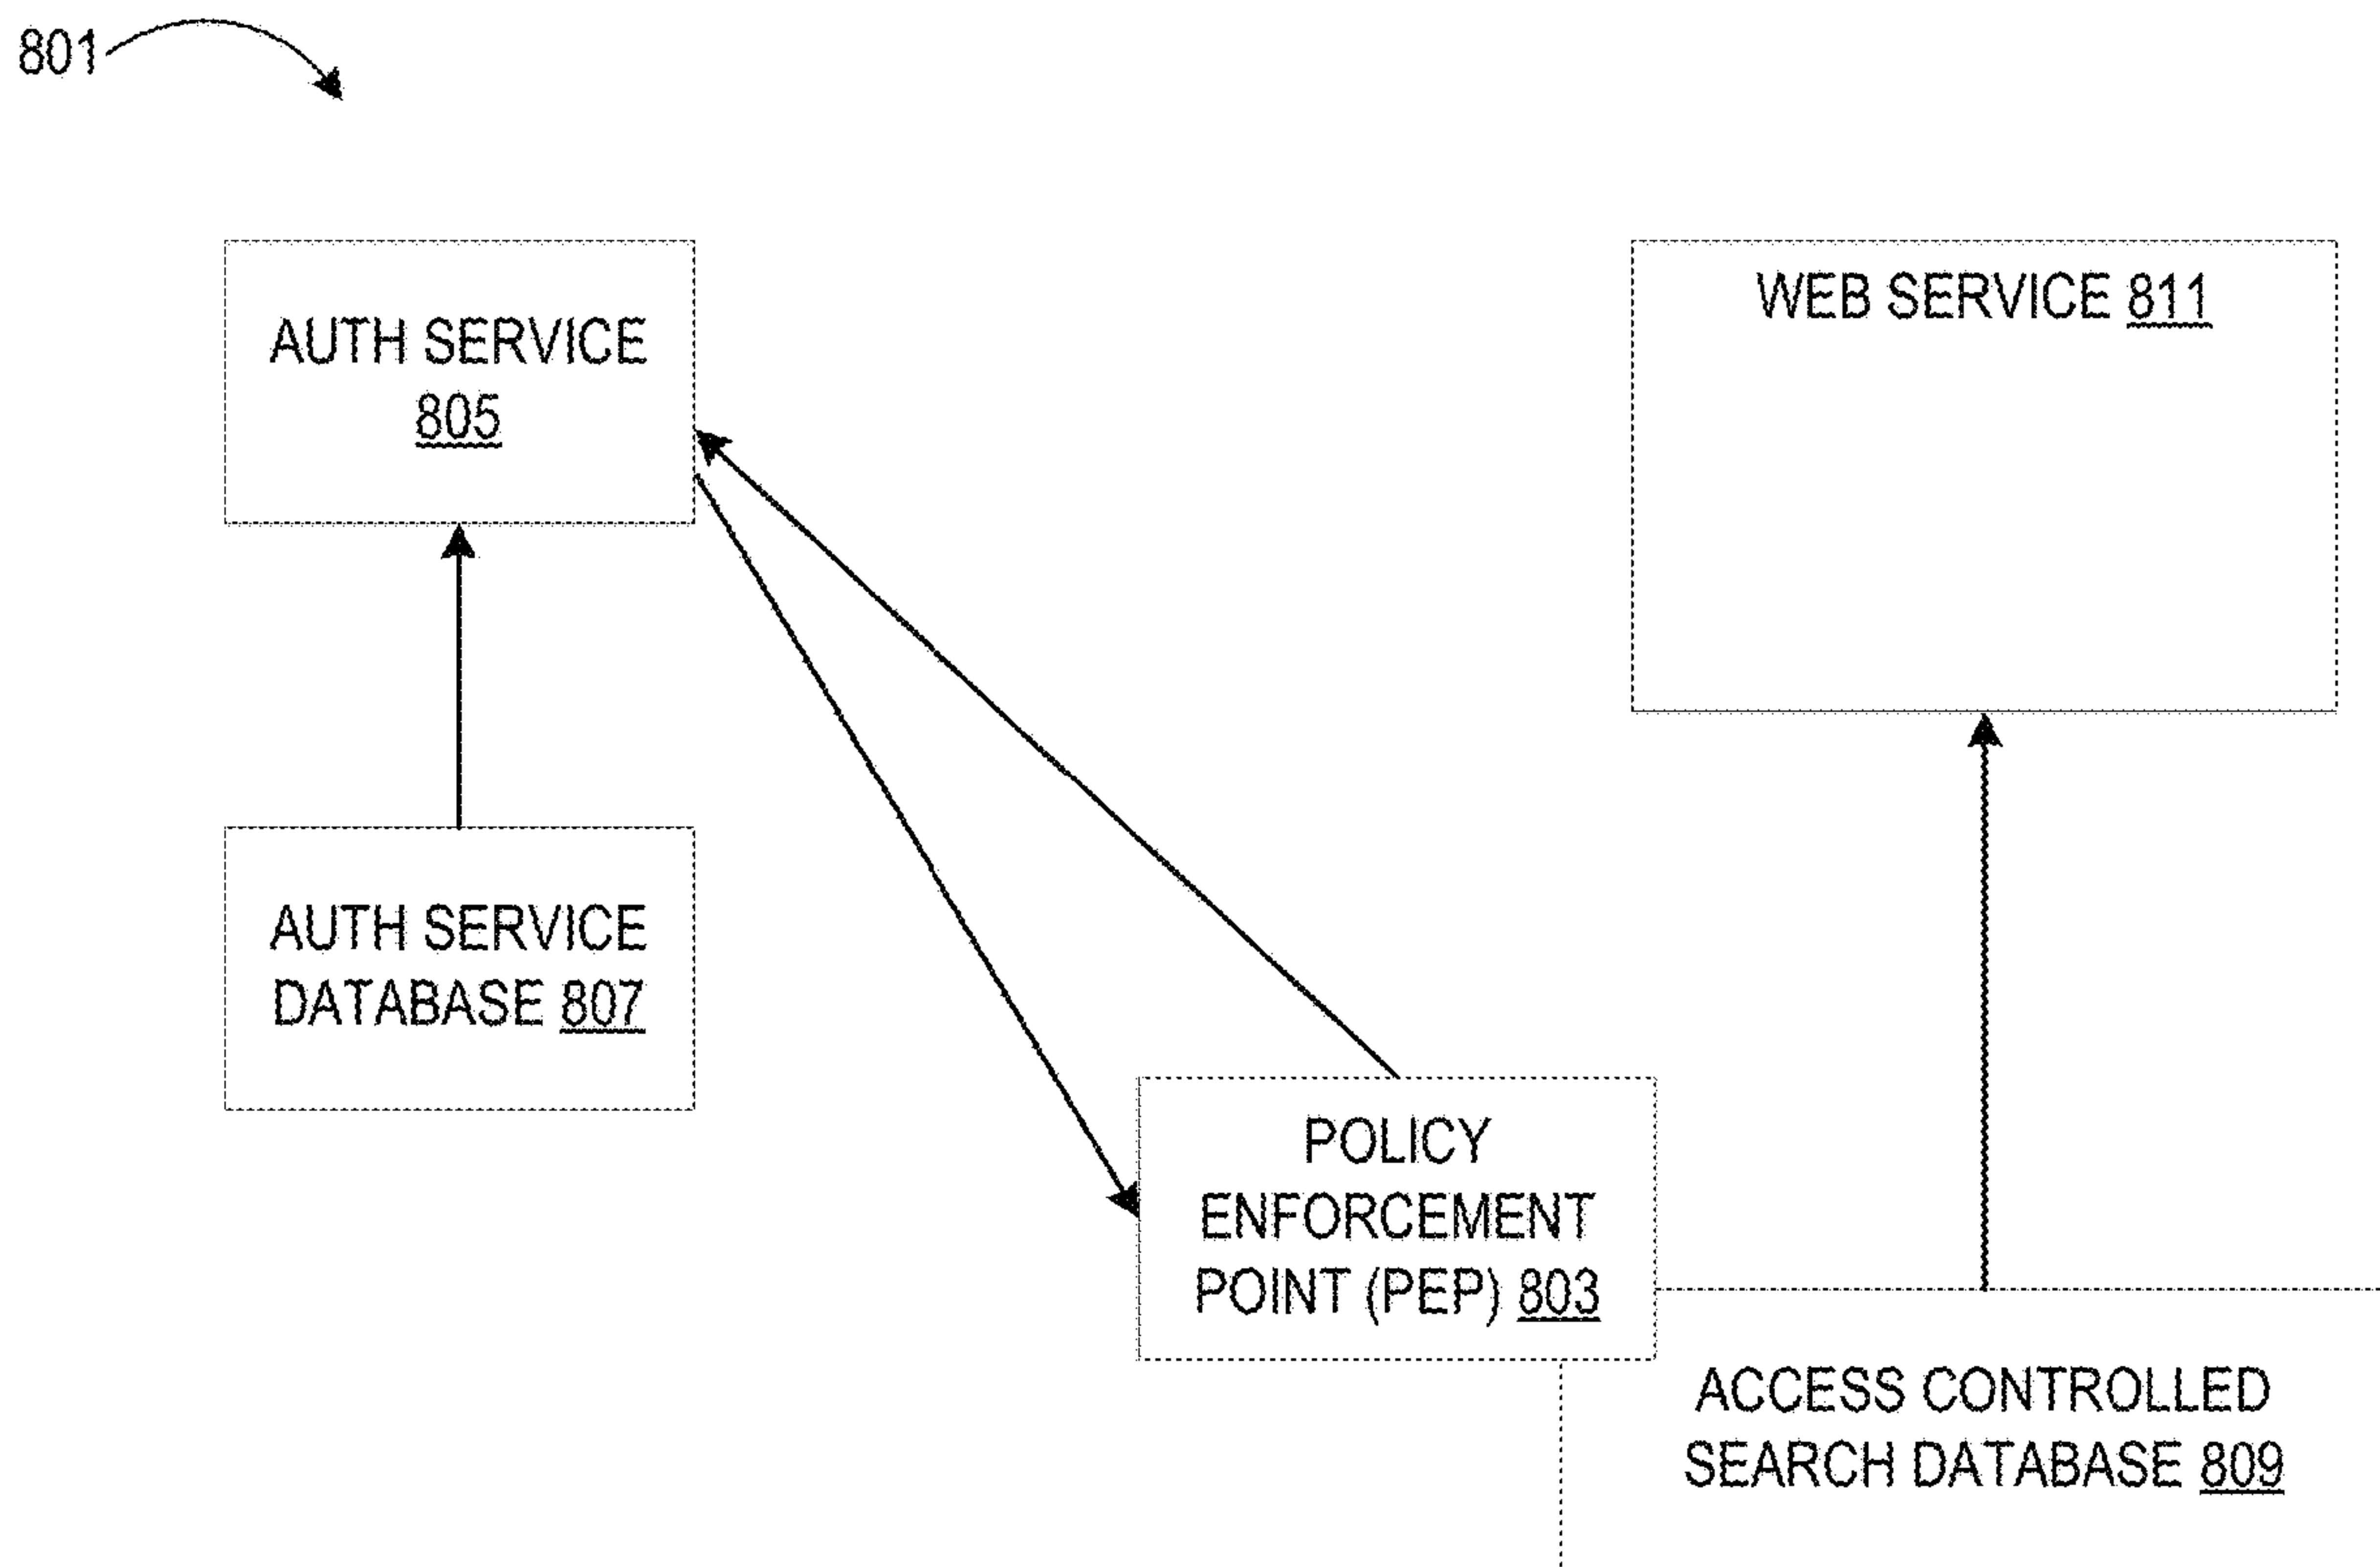 801
AUTH SERVICE
805
WEB SERVICE 811
AUTH SERVICE
DATABASE 807
POLICY
ENFORCEMENT
POINT (PEP) 803
ACCESS CONTROLLED
SEARCH DATABASE 809